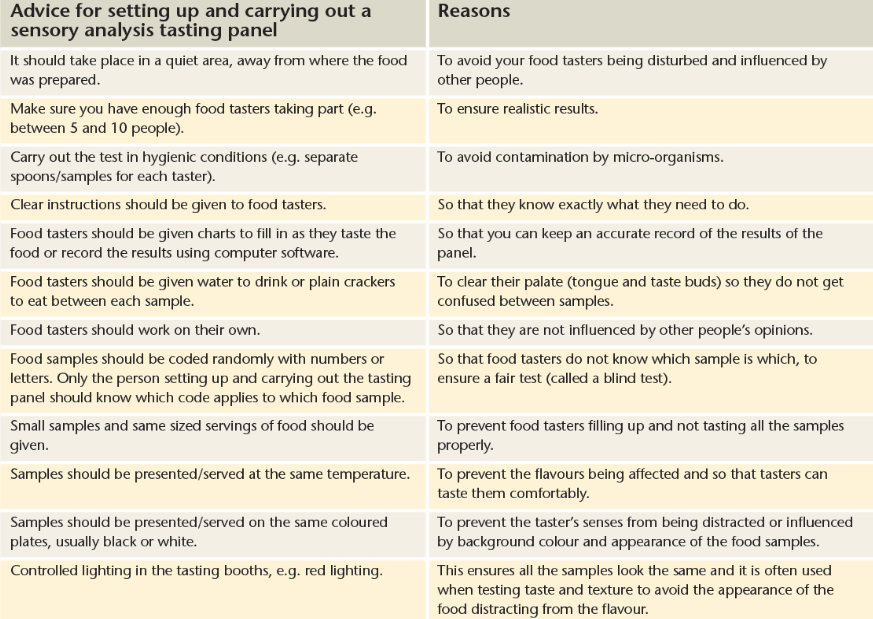 Advice for setting up and carrying out a
sensory analysis tasting panel
Reasons
It should take place in a quiet area, away from where the food
was prepared.
To avoid your food tasters being disturbed and influenced by
other people.
Make sure you have enough food tasters taking part (e.g.
between 5 and 10 people).
To ensure realistic results.
Carry out the test in hygienic conditions (e.g. separate
spoons/samples for each taster).
To avoid contamination by micro-organisms.
Clear instructions should be given to food tasters.
So that they know exactly what they need to do.
Food tasters should be given charts to fill in as they taste the
food or record the results using computer software.
So that you can keep an accurate record of the results of the
panel.
Food tasters should be given water to drink or plain crackers
to eat between each sample.
To clear their palate (tongue and taste buds) so they do not get
confused between samples.
Food tasters should work on their own.
So that they are not influenced by other people's opinions.
Food samples should be coded randomly with numbers or
letters. Only the person setting up and carrying out the tasting
panel should know which code applies to which food sample.
So that food tasters do not know which sample is which, to
ensure a fair test (called a blind test).
Small samples and same sized servings of food should be
given.
To prevent food tasters filling up and not tasting all the samples
properly.
Samples should be presented/served at the same temperature.
To prevent the flavours being affected and so that tasters can
taste them comfortably.
Samples should be presented/served on the same coloured
plates, usually black or white.
To prevent the taster's senses from being distracted or influenced
by background colour and appearance of the food samples.
Controlled lighting in the tasting booths, e.g. red lighting.
This ensures all the samples look the same and it is often used
when testing taste and texture to avoid the appearance of the
food distracting from the flavour.